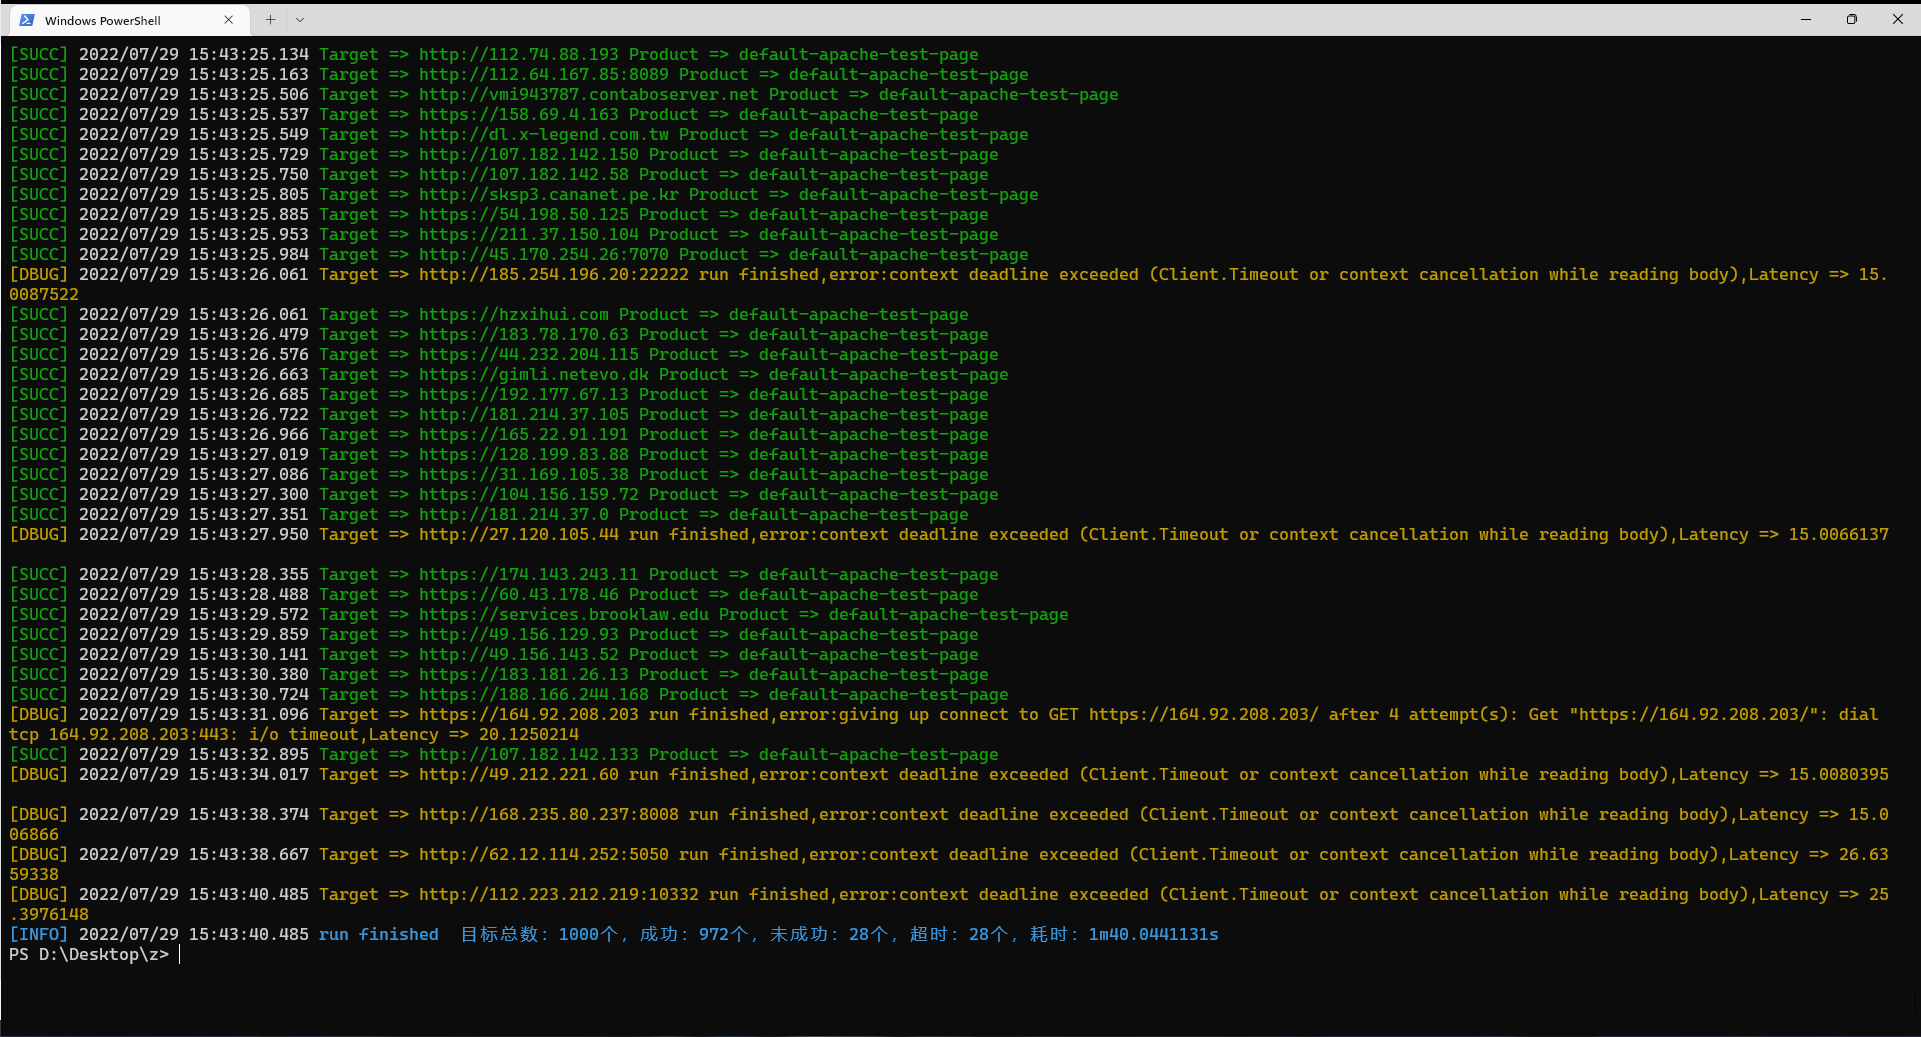 Windows PowerShell
[SUCC] 2022/07/29 15:43:25.134 Target => http://112.74.88.193 Product => default-apache-test-page
[SUCC] 2022/07/29 15:43:25.163 Target => http://112.64.167.85:8089 Product => default-apache-test-page
[SUCC] 2022/07/29 15:43:25.506 Target => http://vmi943787.contaboserver.net Product => default-apache-test-page
[SUCC] 2022/07/29 15:43:25.537 Target => https://158.69.4.163 Product => default-apache-test-page
[SUCC] 2022/07/29 15:43:25.549 Target => http://dl.x-legend.com.tw Product => default-apache-test-page
[SUCC] 2022/07/29 15:43:25.729 Target => http://107.182.142.150 Product => default-apache-test-page
[SUCC] 2022/07/29 15:43:25.750 Target => http://107.182.142.58 Product => default-apache-test-page
[SUCC] 2022/07/29 15:43:25.805 Target => http://sksp3.cananet.pe.kr Product => default-apache-test-page
[SUCC] 2022/07/29 15:43:25.885 Target => https://54.198.50.125 Product => default-apache-test-page
[SUCC] 2022/07/29 15:43:25.953 Target => https://211.37.150.104 Product => default-apache-test-page
[SUCC] 2022/07/29 15:43:25.984 Target => http://45.170.254.26:7070 Product => default-apache-test-page
[DBUG] 2022/07/29 15:43:26.061 Target => http://185.254.196.20:22222 run finished,error:context deadline exceeded (Client.Timeout or context cancellation while reading body),Latency => 15.
0087522
[SUCC] 2022/07/29 15:43:26.061 Target => https://hzxihui.com Product => default-apache-test-page
[SUCC] 2022/07/29 15:43:26.479 Target => https://183.78.170.63 Product => default-apache-test-page
[SUCC] 2022/07/29 15:43:26.576 Target => https://44.232.204.115 Product => default-apache-test-page
[SUCC] 2022/07/29 15:43:26.663 Target => https://gimli.netevo.dk Product => default-apache-test-page
[SUCC] 2022/07/29 15:43:26.685 Target => https://192.177.67.13 Product => default-apache-test-page
[SUCC] 2022/07/29 15:43:26.722 Target => http://181.214.37.105 Product => default-apache-test-page
[SUCC] 2022/07/29 15:43:26.966 Target => https://165.22.91.191 Product => default-apache-test-page
[SUCC] 2022/07/29 15:43:27.019 Target => https://128.199.83.88 Product => default-apache-test-page
[SUCC] 2022/07/29 15:43:27.086 Target => https://31.169.105.38 Product => default-apache-test-page
[SUCC] 2022/07/29 15:43:27.300 Target => https://104.156.159.72 Product => default-apache-test-page
[SUCC] 2022/07/29 15:43:27.351 Target => http://181.214.37.0 Product => default-apache-test-page
[DBUG] 2022/07/29 15:43:27.950 Target => http://27.120.105.44 run finished,error:context deadline exceeded (Client.Timeout or context cancellation while reading body),Latency => 15.0066137
[SUCC] 2022/07/29 15:43:28.355 Target => https://174.143.243.11 Product => default-apache-test-page
[SUCC] 2022/07/29 15:43:28.488 Target => https://60.43.178.46 Product => default-apache-test-page
[SUCC] 2022/07/29 15:43:29.572 Target => https://services.brooklaw.edu Product => default-apache-test-page
[SUCC] 2022/07/29 15:43:29.859 Target => http://49.156.129.93 Product => default-apache-test-page
[SUCC] 2022/07/29 15:43:30.141 Target => http://49.156.143.52 Product => default-apache-test-page
[SUCC] 2022/07/29 15:43:30.380 Target => https://183.181.26.13 Product => default-apache-test-page
[SUCC] 2022/07/29 15:43:30.724 Target => https://188.166.244.168 Product => default-apache-test-page
[DBUG] 2022/07/29 15:43:31.096 Target => https://164.92.208.203 run finished,error:giving up connect to GET https://164.92.208.203/ after 4 attempt(s): Get "https://164.92.208.203/": dial
tcp 164.92.208.203:443: i/o timeout,Latency => 20.1250214
[SUCC] 2022/07/29 15:43:32.895 Target => http://107.182.142.133 Product => default-apache-test-page
[DBUG] 2022/07/29 15:43:34.017 Target => http://49.212.221.60 run finished,error:context deadline exceeded (Client.Timeout or context cancellation while reading body),Latency => 15.0080395
[DBUG] 2022/07/29 15:43:38.374 Target => http://168.235.80.237:8008 run finished,error:context deadline exceeded (Client.Timeout or context cancellation while reading body),Latency => 15.0
06866
[DBUG] 2022/07/29 15:43:38.667 Target => http://62.12.114.252:5050 run finished,error:context deadline exceeded (Client.Timeout or context cancellation while reading body),Latency => 26.63
59338
[DBUG] 2022/07/29 15:43:40.485 Target => http://112.223.212.219:10332 run finished,error:context deadline exceeded (Client.Timeout or context cancellation while reading body),Latency => 25
.3976148
[INFO] 2022/07/29 15:43:40.485 run finished  目标总数：1000个，成功：972个，未成功：28个，超时：28个，耗时：1m40.0441131s
PS D:\Desktop\z>